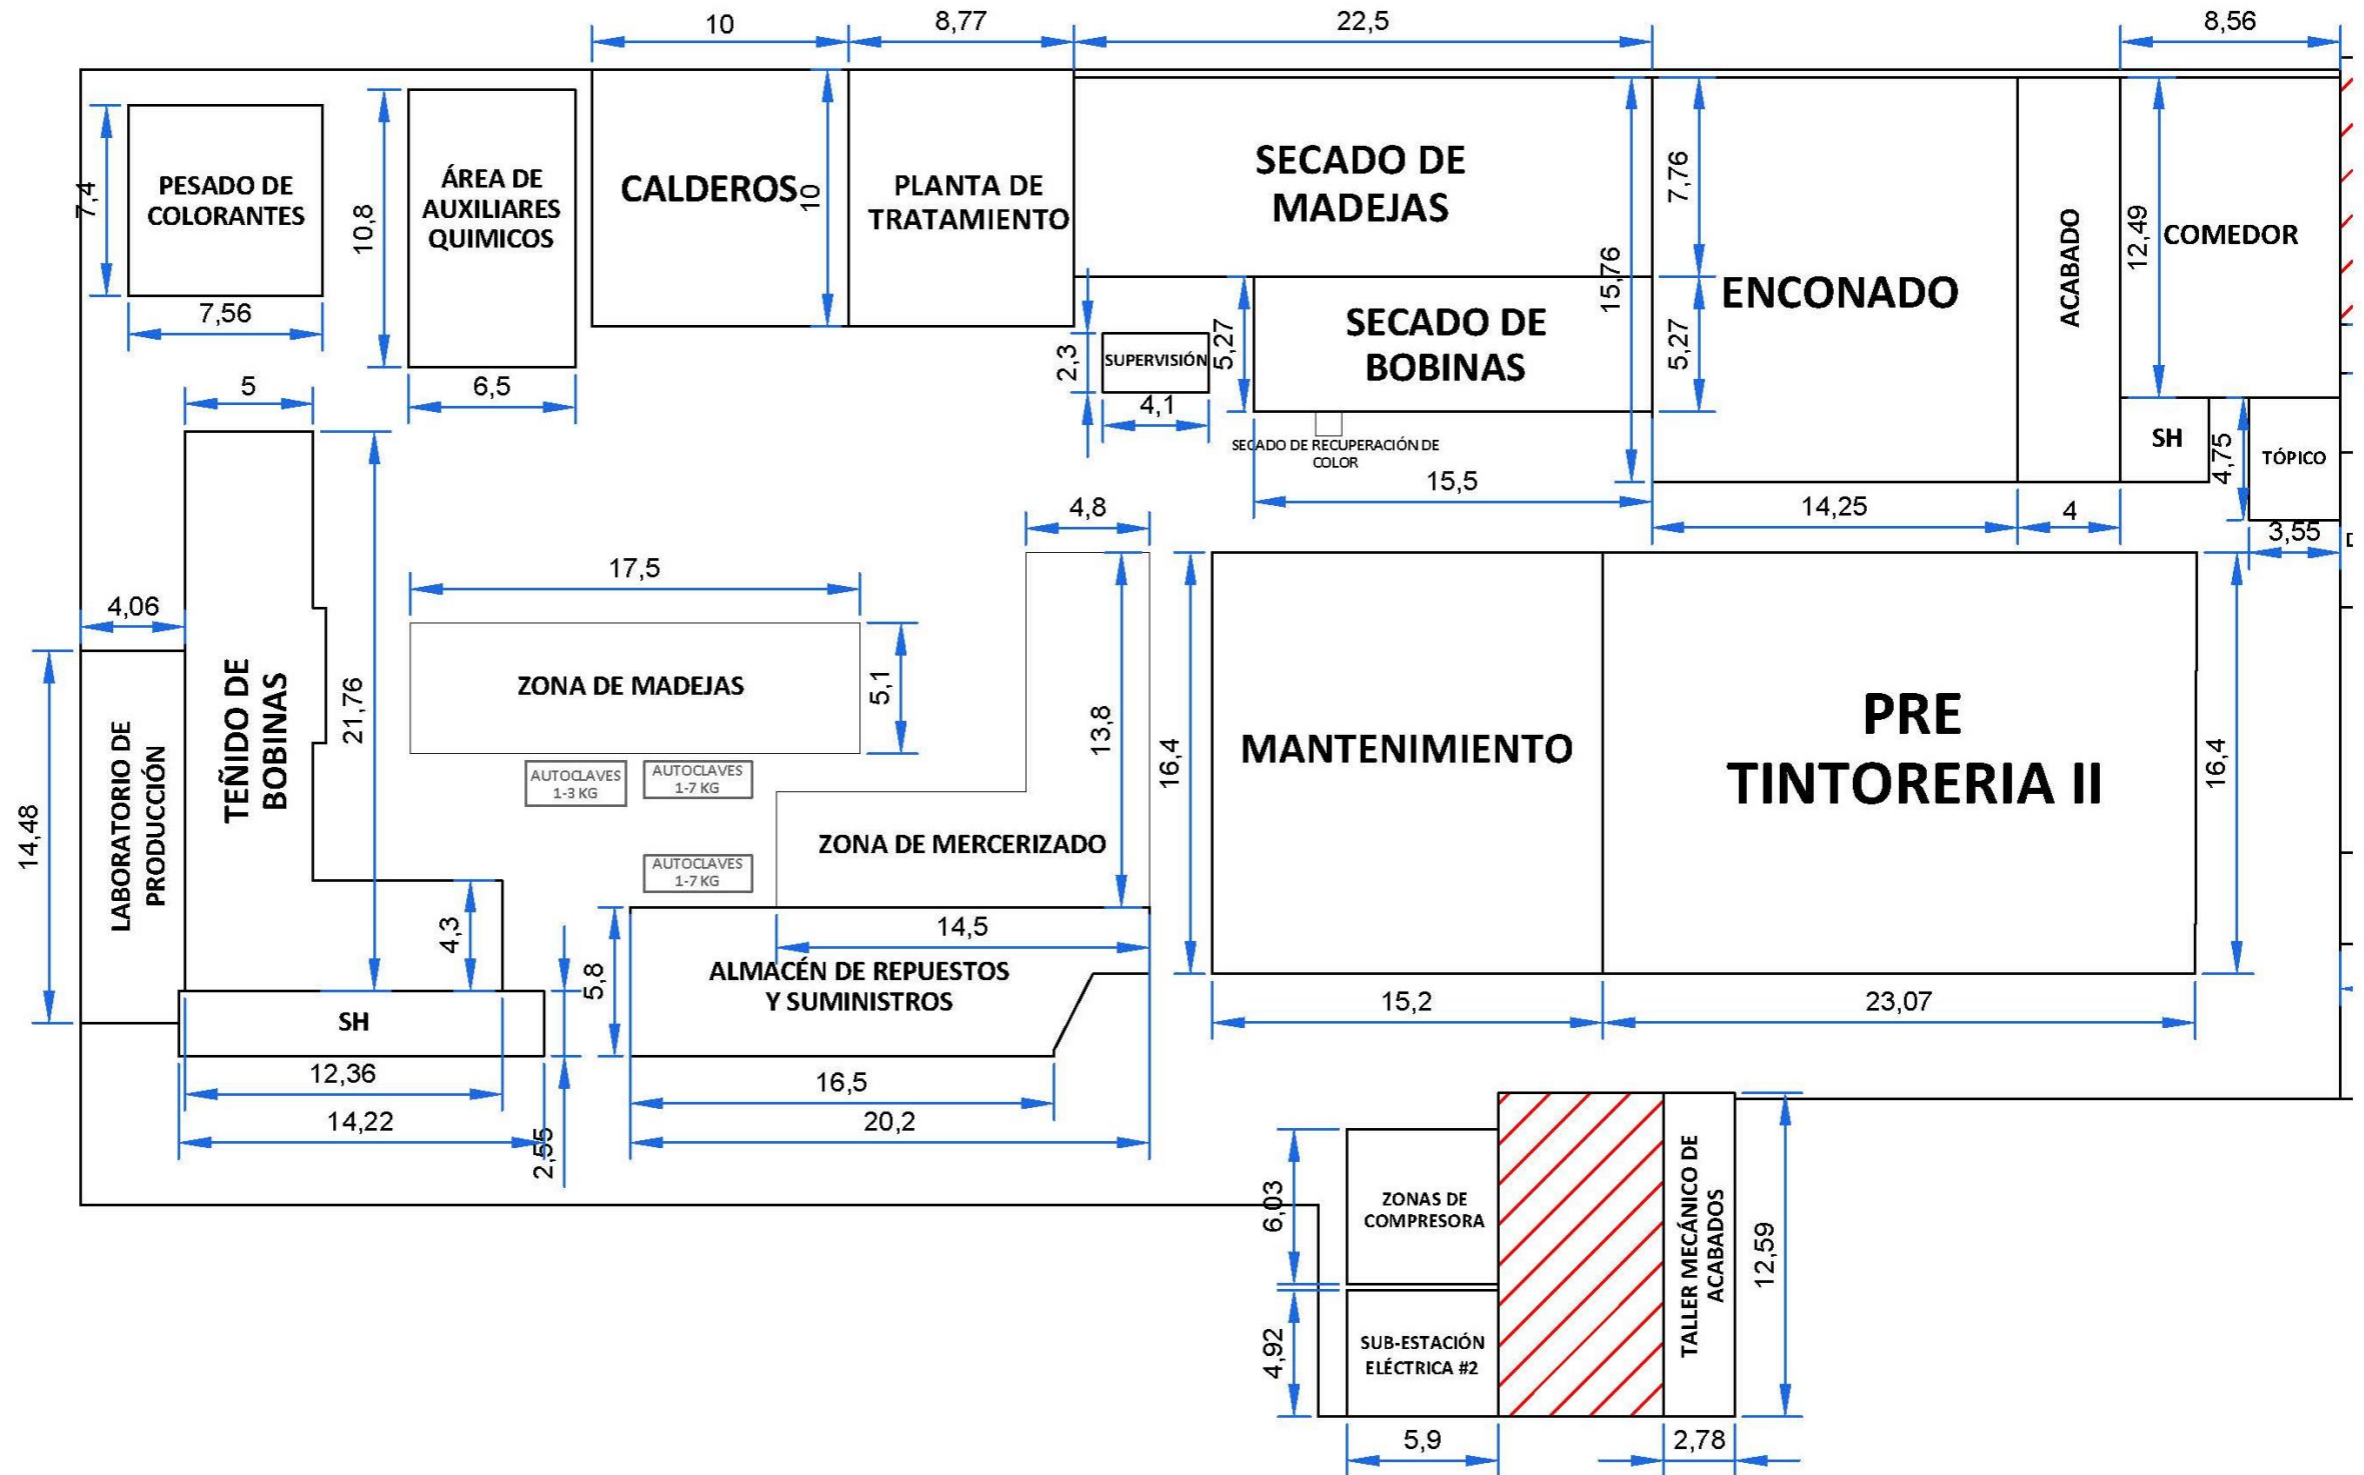 10
8,77
22,5
8,56
7,4
PESADO DE
COLORANTES
7,56
10,8
ÁREA DE
AUXILIARES
QUIMICOS
6,5
CALDEROS
10
PLANTA DE
TRATAMIENTO
SECADO DE
MADEJAS
15,76
7,76
5,27
ENCONADO
ACABADO
12,49
COMEDOR
2,3
SUPERVISIÓN
4,1
5,27
SECADO DE
BOBINAS
SECADO DE RECUPERACIÓN DE
COLOR
15,5
14,25
4
SH
4,75
TÓPICO
3,55
5
21,76
4,06
14,48
LABORATORIO DE
PRODUCCIÓN
TEÑIDO DE
BOBINAS
17,5
ZONA DE MADEJAS
5,1
4,8
13,8
AUTOCLAVES
1-3 KG
AUTOCLAVES
1-7 KG
AUTOCLAVES
1-7 KG
ZONA DE MERCERIZADO
16,4
MANTENIMIENTO
PRE
TINTORERIA II
16,4
4,3
14,5
5,8
ALMACÉN DE REPUESTOS
Y SUMINISTROS
SH
15,2
23,07
12,36
14,22
2,55
16,5
20,2
6,03
ZONAS DE
COMPRESORA
4,92
SUB-ESTACIÓN
ELÉCTRICA #2
TALLER MECÁNICO DE
ACABADOS
12,59
5,9
2,78